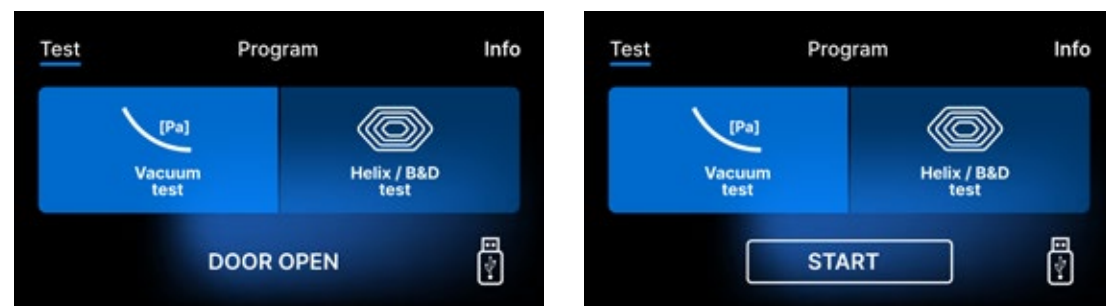 Test Program Info
[Pa]
Vacuum
test
Helix / B&D
test
DOOR OPEN
Test Program Info
[Pa]
Vacuum
test
Helix / B&D
test
START